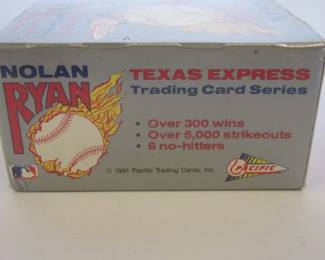 NOLAN
RYAN
TEXAS EXPRESS
Trading Card Series
• Over 300 wins
• Over 5,000 strikeouts
• 6 no-hitters
© 1991 Pacific Trading Cards, Inc.
PACIFIC